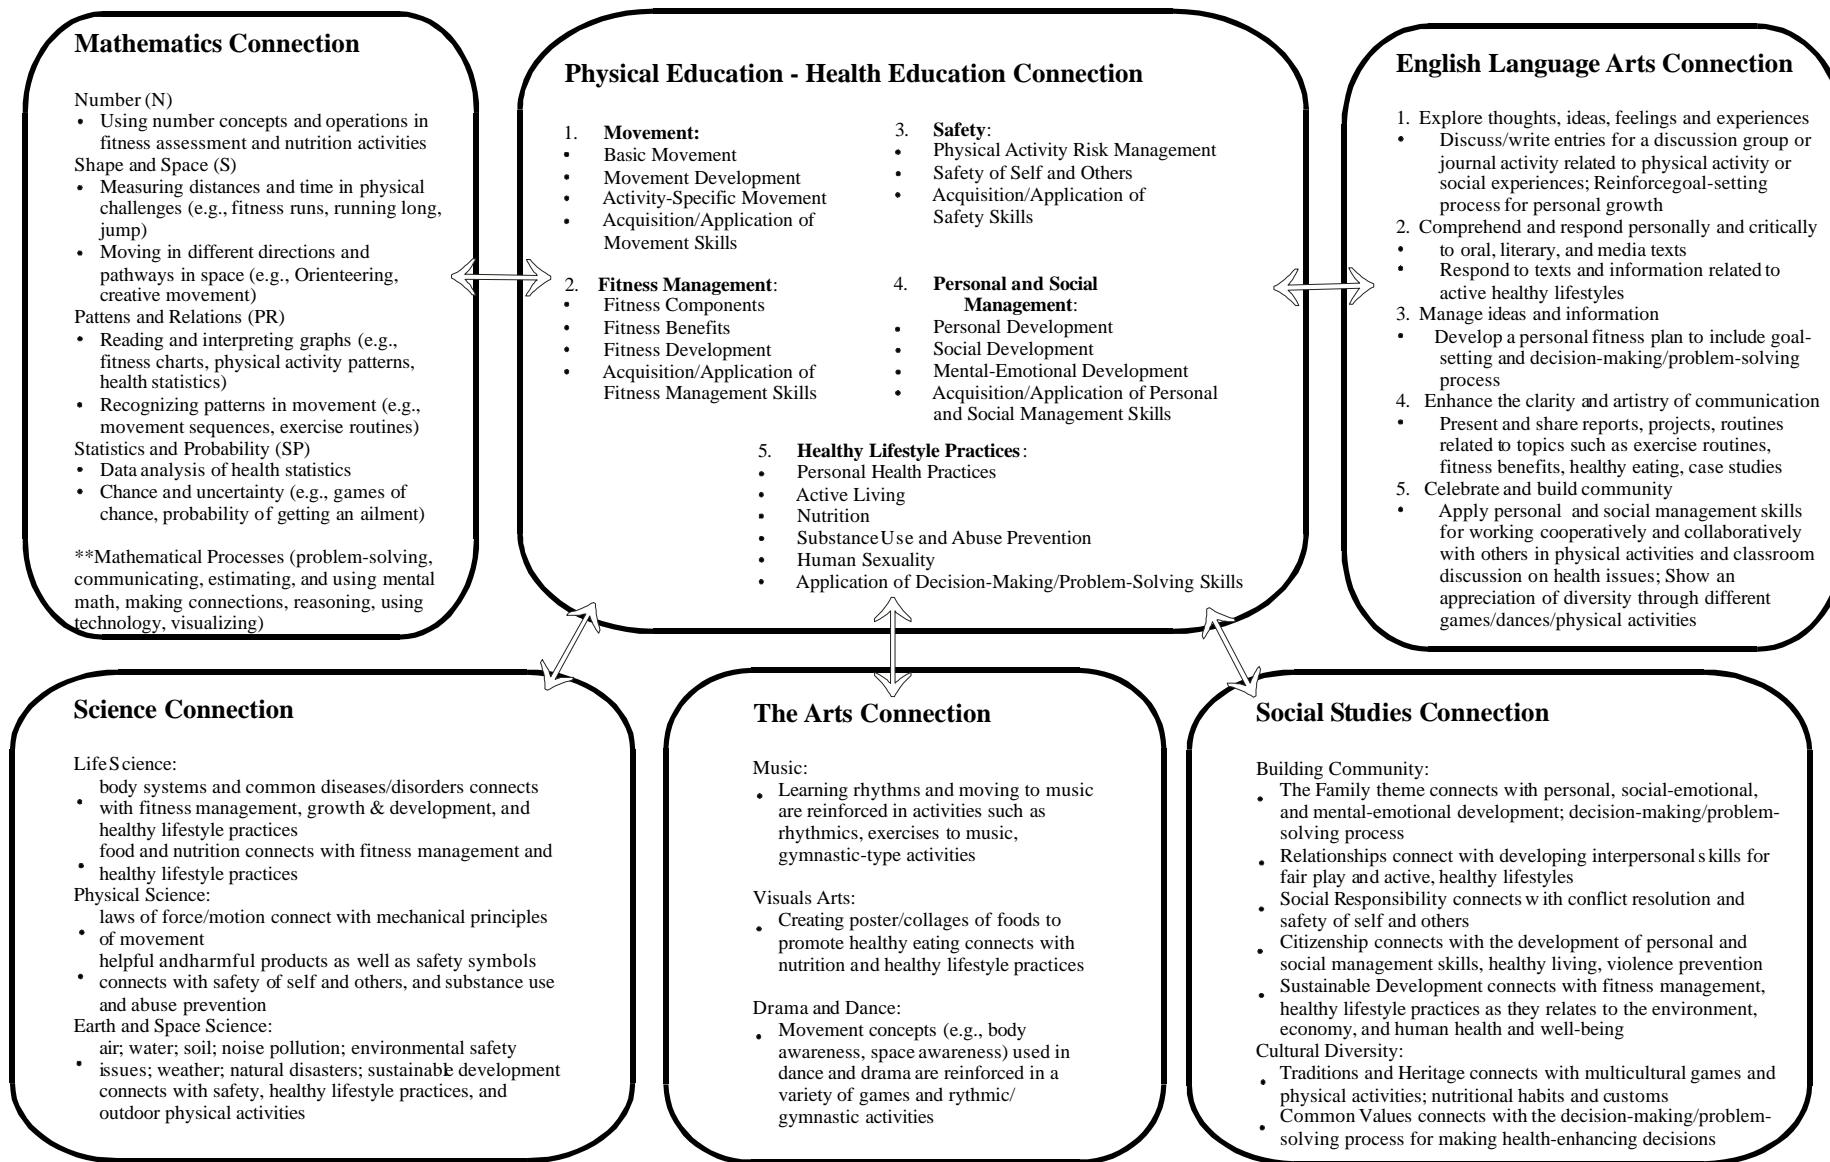 Mathematics Connection
Number (N)
• Using number concepts and operations in
fitness assessment and nutrition activities
Shape and Space (S)
• Measuring distances and time in physical
challenges (e.g., fitness runs, running long,
jump)
• Moving in different directions and
pathways in space (e.g., Orienteering,
creative movement)
Pattens and Relations (PR)
• Reading and interpreting graphs (e.g.,
fitness charts, physical activity patterns,
health statistics)
• Recognizing patterns in movement (e.g.,
movement sequences, exercise routines)
Statistics and Probability (SP)
• Data analysis of health statistics
• Chance and uncertainty (e.g., games of
chance, probability of getting an ailment)
**Mathematical Processes (problem-solving,
communicating, estimating, and using mental
math, making connections, reasoning, using
technology, visualizing)
Physical Education - Health Education Connection
1. Movement:
• Basic Movement
• Movement Development
• Activity-Specific Movement
• Acquisition/Application of
Movement Skills
2. Fitness Management:
• Fitness Components
• Fitness Benefits
• Fitness Development
• Acquisition/Application of
Fitness Management Skills
3. Safety:
• Physical Activity Risk Management
• Safety of Self and Others
• Acquisition/Application of
Safety Skills
4. Personal and Social
Management:
• Personal Development
• Social Development
• Mental-Emotional Development
• Acquisition/Application of Personal
and Social Management Skills
5. Healthy Lifestyle Practices:
• Personal Health Practices
• Active Living
• Nutrition
• Substance Use and Abuse Prevention
• Human Sexuality
• Application of Decision-Making/Problem-Solving Skills
English Language Arts Connection
1. Explore thoughts, ideas, feelings and experiences
• Discuss/write entries for a discussion group or
journal activity related to physical activity or
social experiences; Reinforcegoal-setting
process for personal growth
2. Comprehend and respond personally and critically
• to oral, literary, and media texts
• Respond to texts and information related to
active healthy lifestyles
3. Manage ideas and information
• Develop a personal fitness plan to include goal-
setting and decision-making/problem-solving
process
4. Enhance the clarity and artistry of communication
• Present and share reports, projects, routines
related to topics such as exercise routines,
fitness benefits, healthy eating, case studies
5. Celebrate and build community
• Apply personal and social management skills
for working cooperatively and collaboratively
with others in physical activities and classroom
discussion on health issues; Show an
appreciation of diversity through different
games/dances/physical activities
Science Connection
Life Science:
body systems and common diseases/disorders connects
• with fitness management, growth & development, and
healthy lifestyle practices
food and nutrition connects with fitness management and
• healthy lifestyle practices
Physical Science:
laws of force/motion connect with mechanical principles
• of movement
helpful andharmful products as well as safety symbols
• connects with safety of self and others, and substance use
and abuse prevention
Earth and Space Science:
air; water; soil; noise pollution; environmental safety
• issues; weather; natural disasters; sustainable development
connects with safety, healthy lifestyle practices, and
outdoor physical activities
The Arts Connection
Music:
• Learning rhythms and moving to music
are reinforced in activities such as
rhythmics, exercises to music,
gymnastic-type activities
Visuals Arts:
• Creating poster/collages of foods to
promote healthy eating connects with
nutrition and healthy lifestyle practices
Drama and Dance:
• Movement concepts (e.g., body
awareness, space awareness) used in
dance and drama are reinforced in a
variety of games and rythmic/
gymnastic activities
Social Studies Connection
Building Community:
• The Family theme connects with personal, social-emotional,
and mental-emotional development; decision-making/problem-
solving process
• Relationships connect with developing interpersonal skills for
fair play and active, healthy lifestyles
• Social Responsibility connects with conflict resolution and
safety of self and others
• Citizenship connects with the development of personal and
social management skills, healthy living, violence prevention
• Sustainable Development connects with fitness management,
healthy lifestyle practices as they relates to the environment,
economy, and human health and well-being
Cultural Diversity:
• Traditions and Heritage connects with multicultural games and
physical activities; nutritional habits and customs
• Common Values connects with the decision-making/problem-
solving process for making health-enhancing decisions